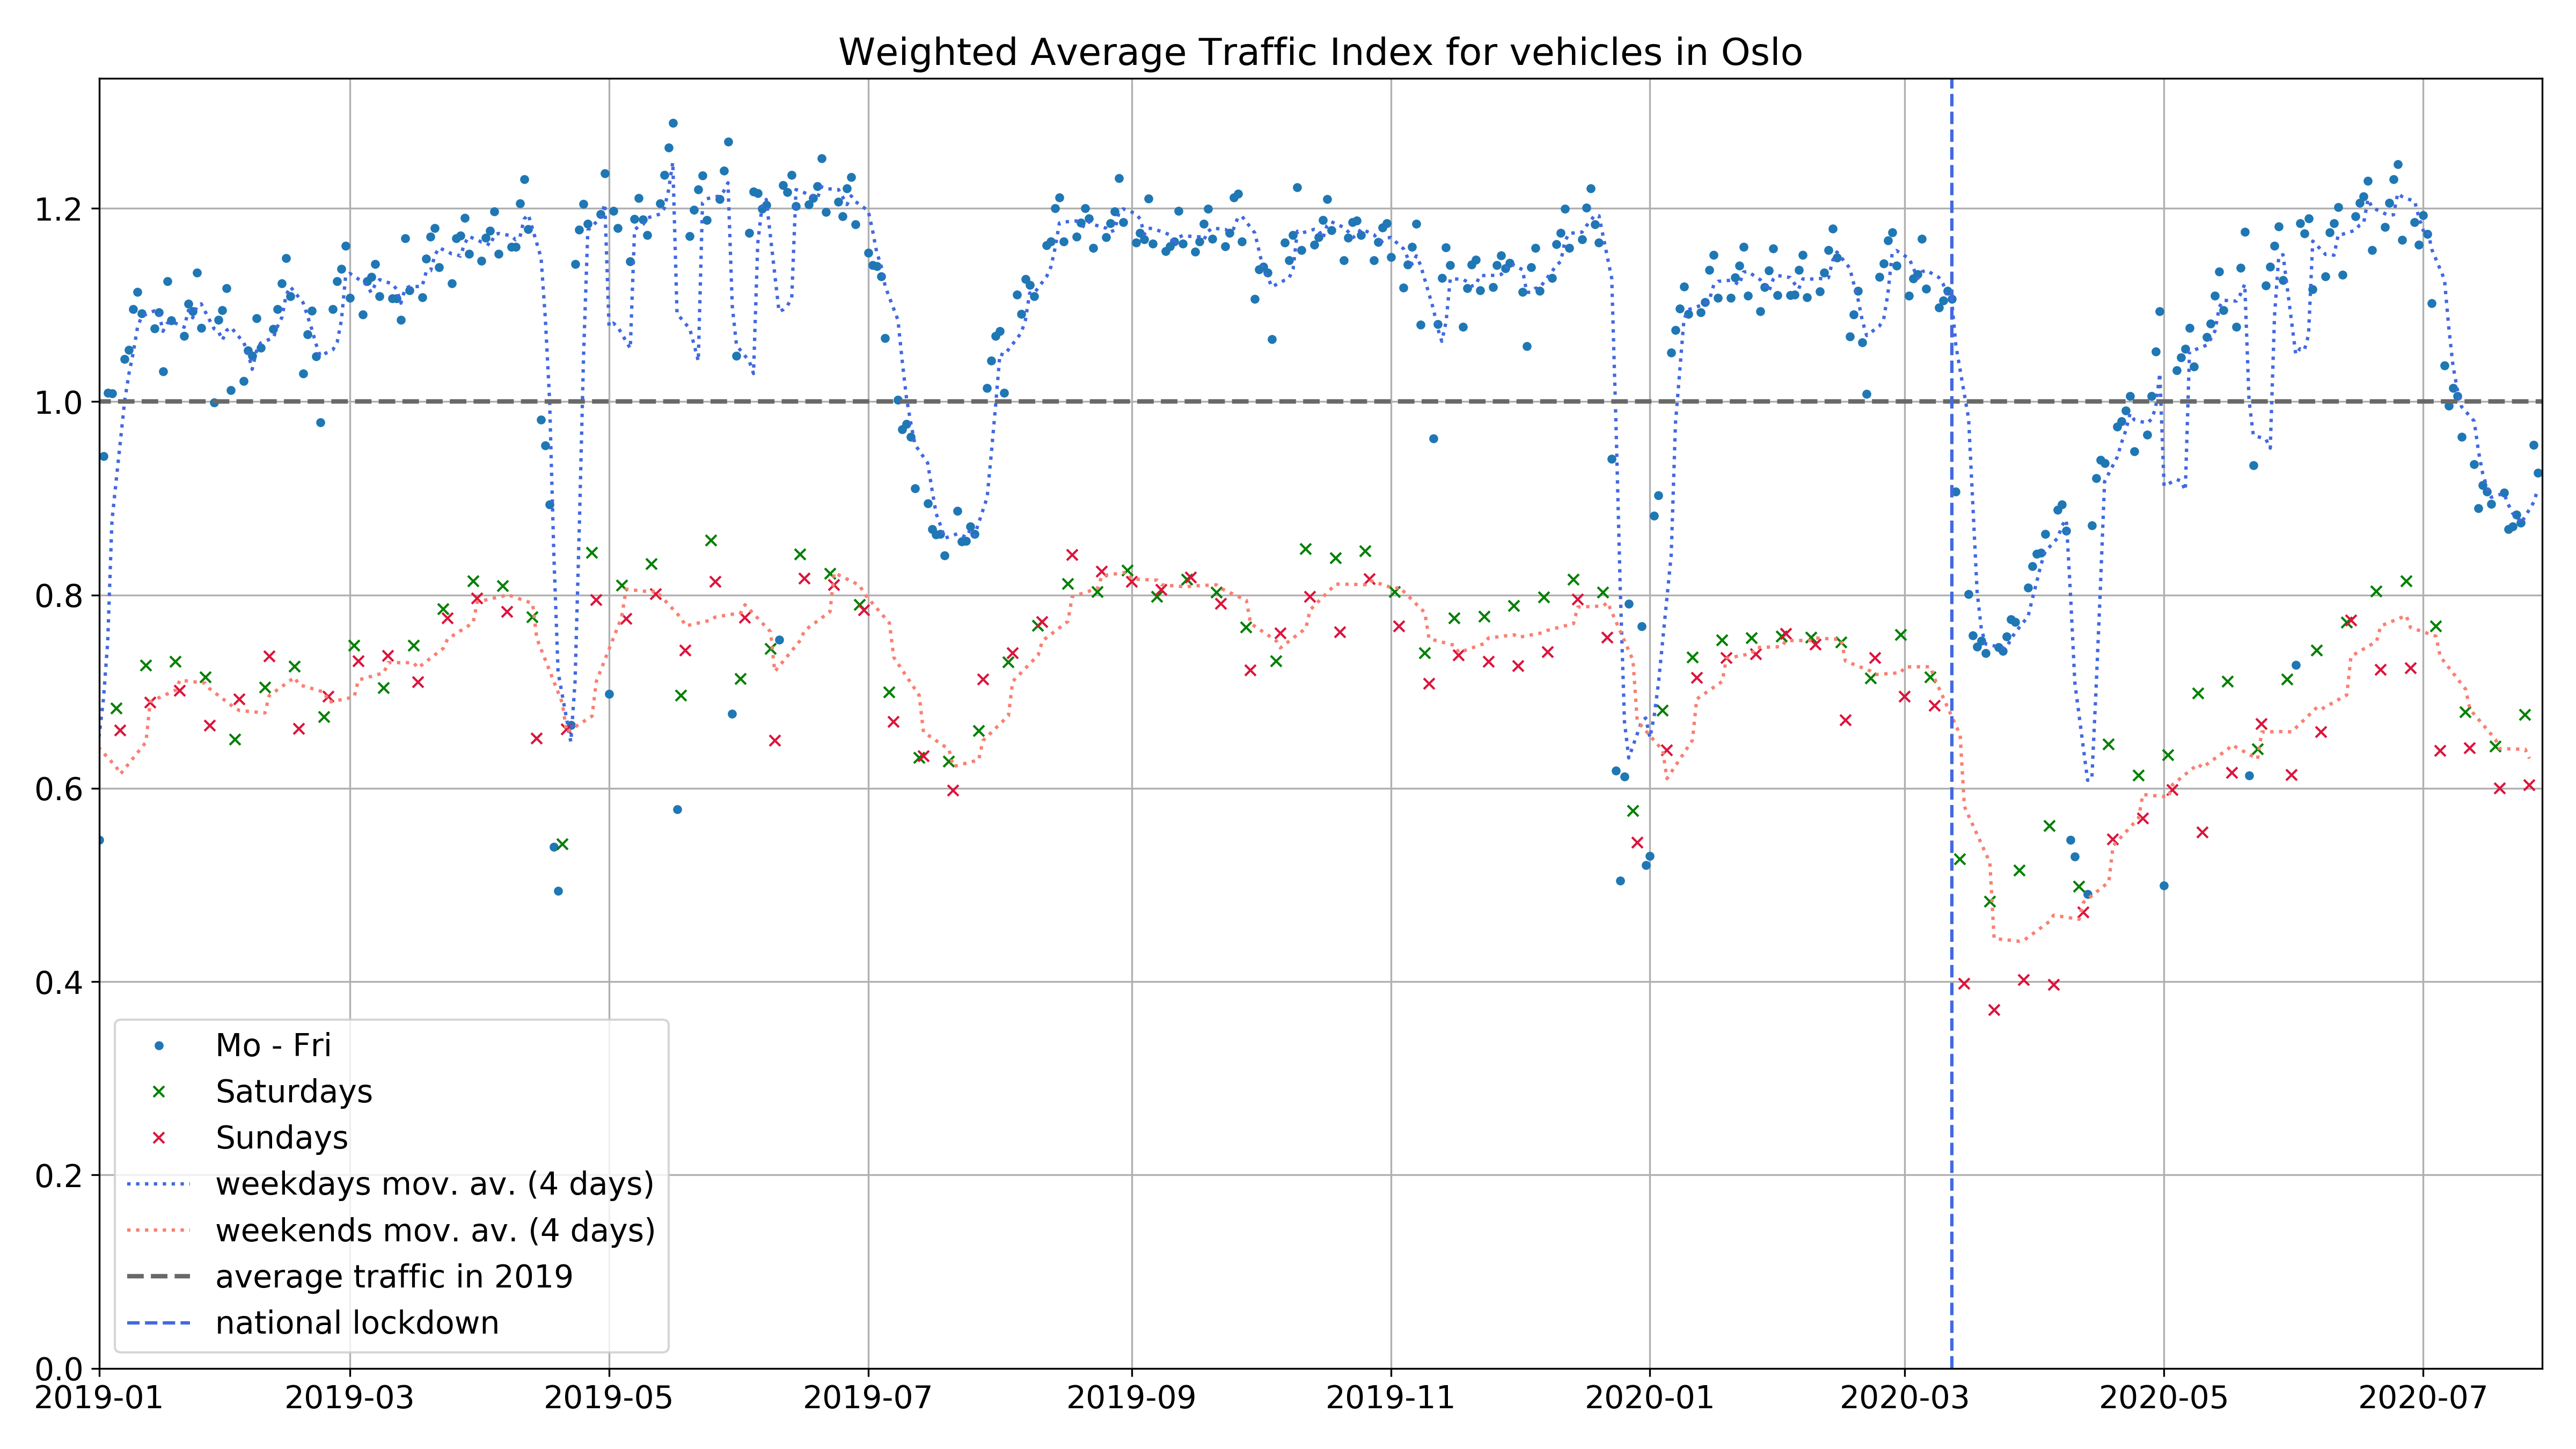 Weighted Average Traffic Index for vehicles in Oslo
1.2
1.0
0.8
0.6
0.4
0.2
0.0
Mo - Fri
Saturdays
Sundays
weekdays mov. av. (4 days)
weekends mov. av. (4 days)
average traffic in 2019
national lockdown
2019-01 2019-03 2019-05 2019-07 2019-09 2019-11 2020-01 2020-03 2020-05 2020-07